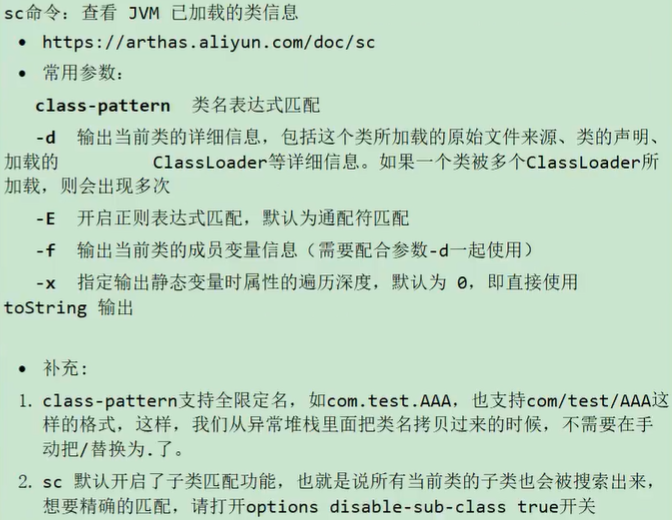 sc命令：查看 JVM 已加载的类信息
• https://arthas.aliyun.com/doc/sc
• 常用参数：
class-pattern 类名表达式匹配
-d 输出当前类的详细信息，包括这个类所加载的原始文件来源、类的声明、
加载的 ClassLoader等详细信息。如果一个类被多个ClassLoader所
加载，则会出现多次
-E 开启正则表达式匹配，默认为通配符匹配
-f 输出当前类的成员变量信息（需要配合参数-d一起使用）
-x 指定输出静态变量时属性的遍历深度，默认为 0，即直接使用
toString 输出
• 补充：
1. class-pattern支持全限定名，如com.test.AAA，也支持com/test/AAA这
样的格式，这样，我们从异常堆栈里面把类名拷贝过来的时候，不需要在手
动把/替换为.了。
2. sc 默认开启了子类匹配功能，也就是说所有当前类的子类也会被搜索出来，
想要精确的匹配，请打开options disable-sub-class true开关